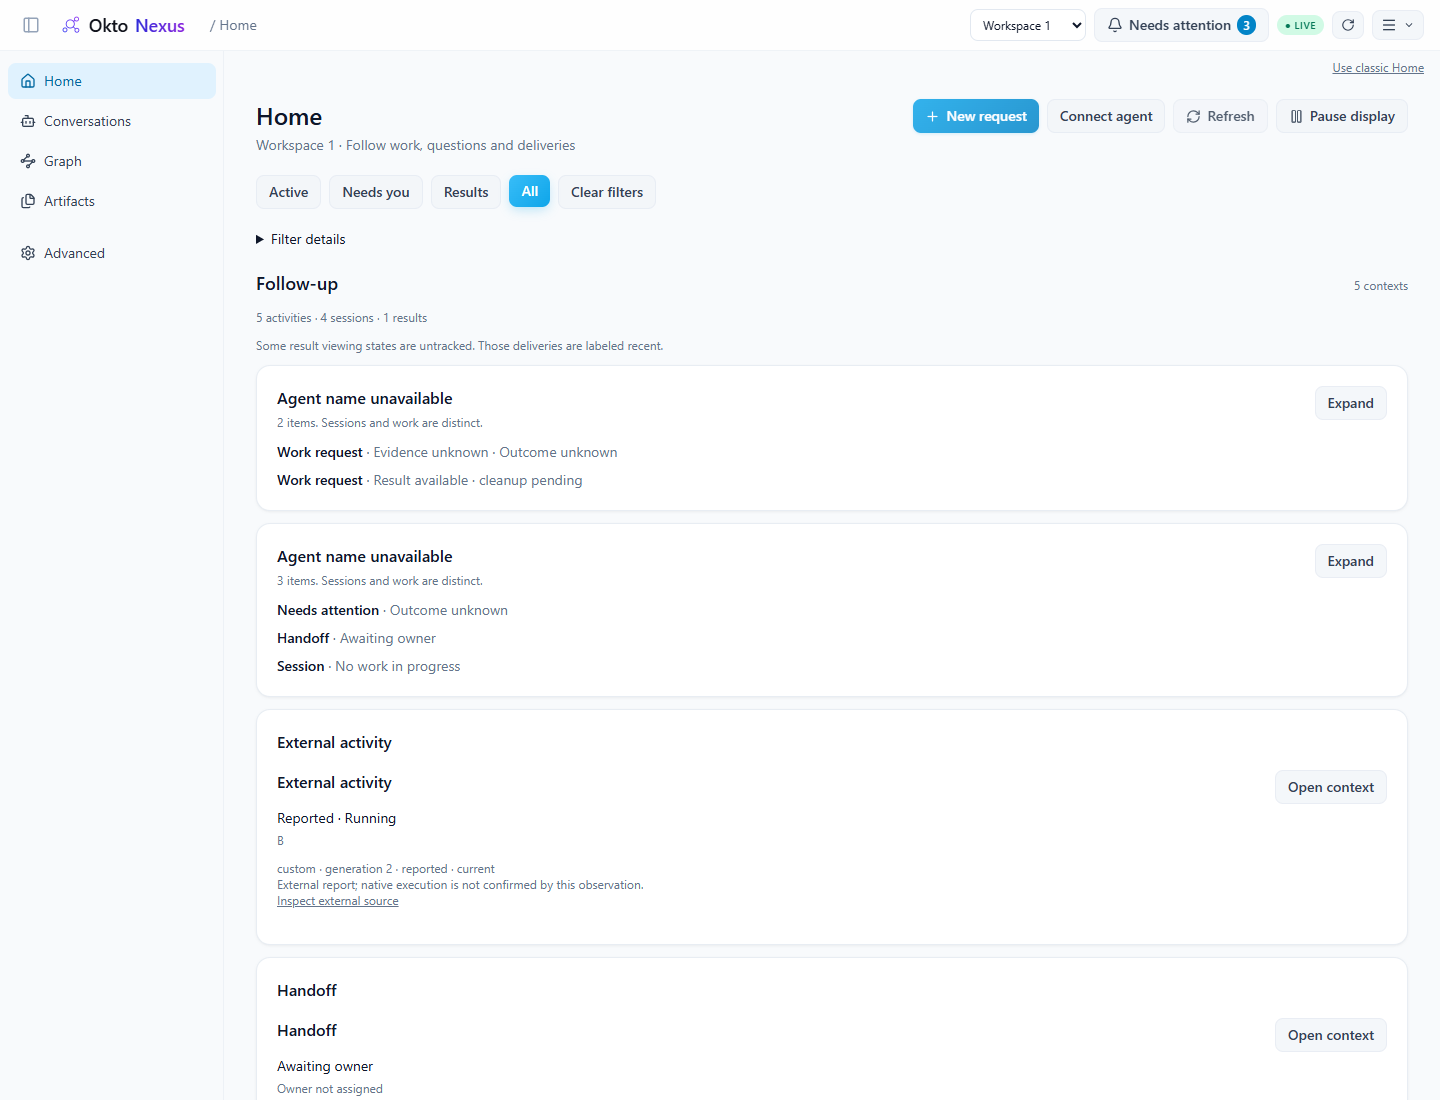 Okto Nexus
/ Home
Workspace 1
Needs attention 3
• LIVE
Use classic Home
Home
Conversations
Graph
Artifacts
Advanced
Home
Workspace 1 · Follow work, questions and deliveries
+ New request
Connect agent
Refresh
Pause display
Active
Needs you
Results
All
Clear filters
▶ Filter details
Follow-up
5 contexts
5 activities · 4 sessions · 1 results
Some result viewing states are untracked. Those deliveries are labeled recent.
Agent name unavailable
Expand
2 items. Sessions and work are distinct.
Work request · Evidence unknown · Outcome unknown
Work request · Result available · cleanup pending
Agent name unavailable
Expand
3 items. Sessions and work are distinct.
Needs attention · Outcome unknown
Handoff · Awaiting owner
Session · No work in progress
External activity
External activity
Open context
Reported · Running
B
custom · generation 2 · reported · current
External report; native execution is not confirmed by this observation.
Inspect external source
Handoff
Handoff
Open context
Awaiting owner
Owner not assigned